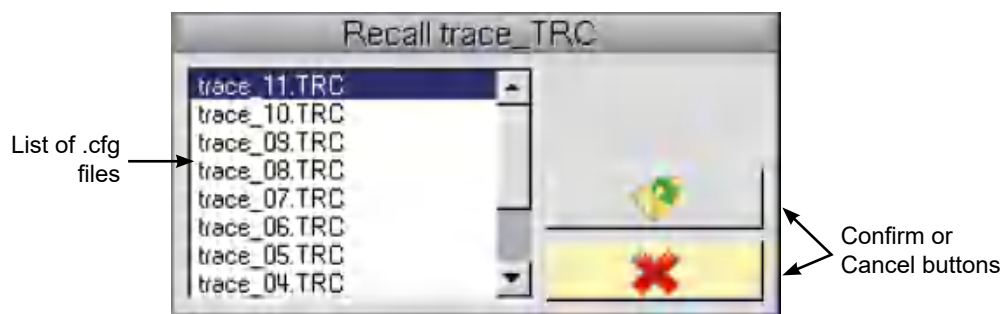 Recall trace_TRC
trace_11.TRC
trace_10.TRC
trace_09.TRC
trace_08.TRC
trace_07.TRC
trace_06.TRC
trace_05.TRC
trace_04.TRC
List of .cfg
files
Confirm or
Cancel buttons